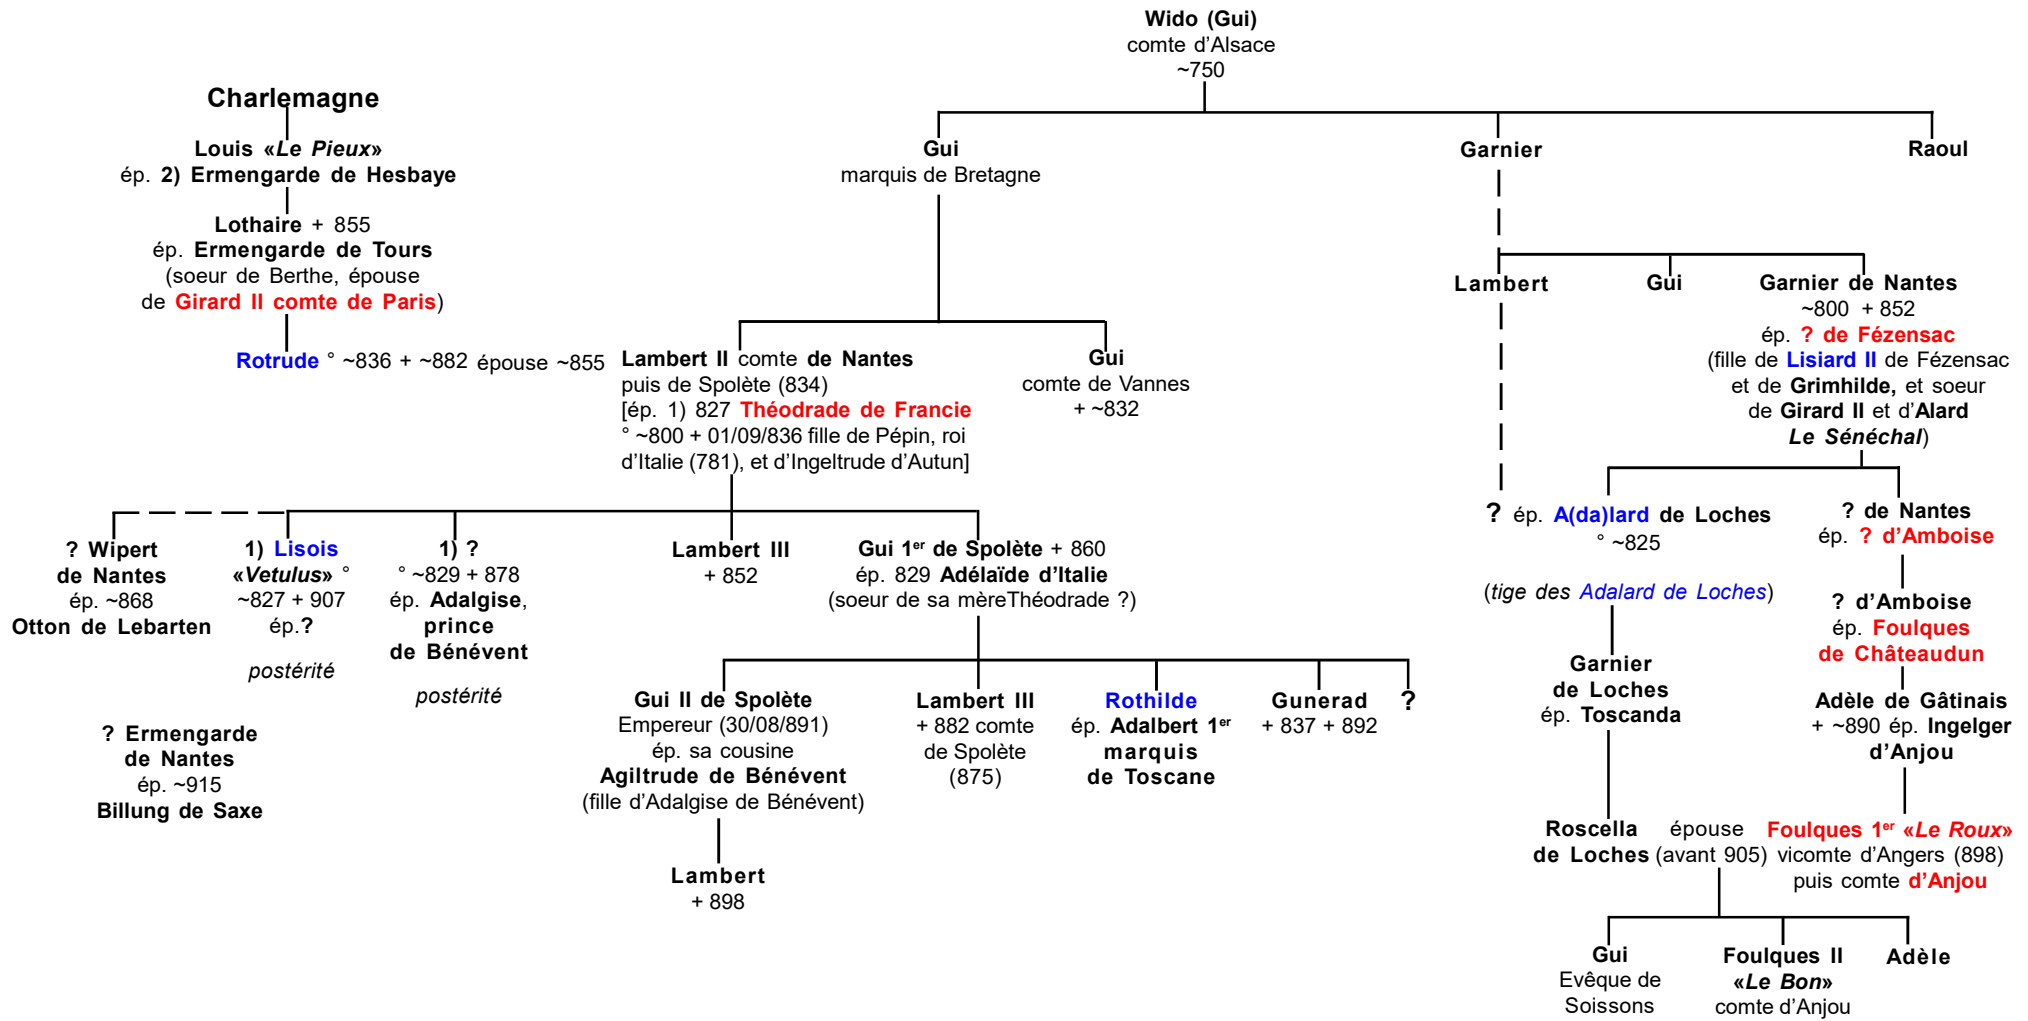 Wido (Gui)
comte d'Alsace
~750
Charlemagne
Louis «Le Pieux»
ép. 2) Ermengarde de Hesbaye
Lothaire + 855
ép. Ermengarde de Tours
(soeur de Berthe, épouse
de Girard II comte de Paris)
Rotrude ° ~836 + ~882 épouse ~855
Gui
marquis de Bretagne
Garnier
Raoul
Lambert II comte de Nantes
puis de Spolète (834)
[ép. 1) 827 Théodrade de Francie
° ~800 + 01/09/836 fille de Pépin, roi
d'Italie (781), et d'Ingeltrude d'Autun]
Gui
comte de Vannes
+ ~832
Lambert
Gui
Garnier de Nantes
~800 + 852
ép. ? de Fézensac
(fille de Lisiard II de Fézensac
et de Grimhilde, et soeur
de Girard II et d'Alard
Le Sénéchal)
? Wipert
de Nantes
ép. ~868
Otton de Lebarten
1) Lisois
«Vetulus» °
~827 + 907
ép.?
postérité
1) ?
° ~829 + 878
ép. Adalgise,
prince
de Bénévent
postérité
Lambert III
+ 852
Gui 1er de Spolète + 860
ép. 829 Adélaïde d'Italie
(soeur de sa mèreThéodrade ?)
? ép. A(da)lard de Loches
° ~825
(tige des Adalard de Loches)
? de Nantes
ép. ? d'Amboise
? d'Amboise
ép. Foulques
de Châteaudun
? Ermengarde
de Nantes
ép. ~915
Billung de Saxe
Gui II de Spolète
Empereur (30/08/891)
ép. sa cousine
Agiltrude de Bénévent
(fille d'Adalgise de Bénévent)
Lambert III
+ 882 comte
de Spolète
(875)
Rothilde
ép. Adalbert 1er
marquis
de Toscane
Gunerad
+ 837 + 892
?
Garnier
de Loches
ép. Toscanda
Adèle de Gâtinais
+ ~890 ép. Ingelger
d'Anjou
Lambert
+ 898
Roscella
de Loches
épouse
(avant 905)
Foulques 1er «Le Roux»
vicomte d'Angers (898)
puis comte d'Anjou
Gui
Evêque de
Soissons
Foulques II
«Le Bon»
comte d'Anjou
Adèle